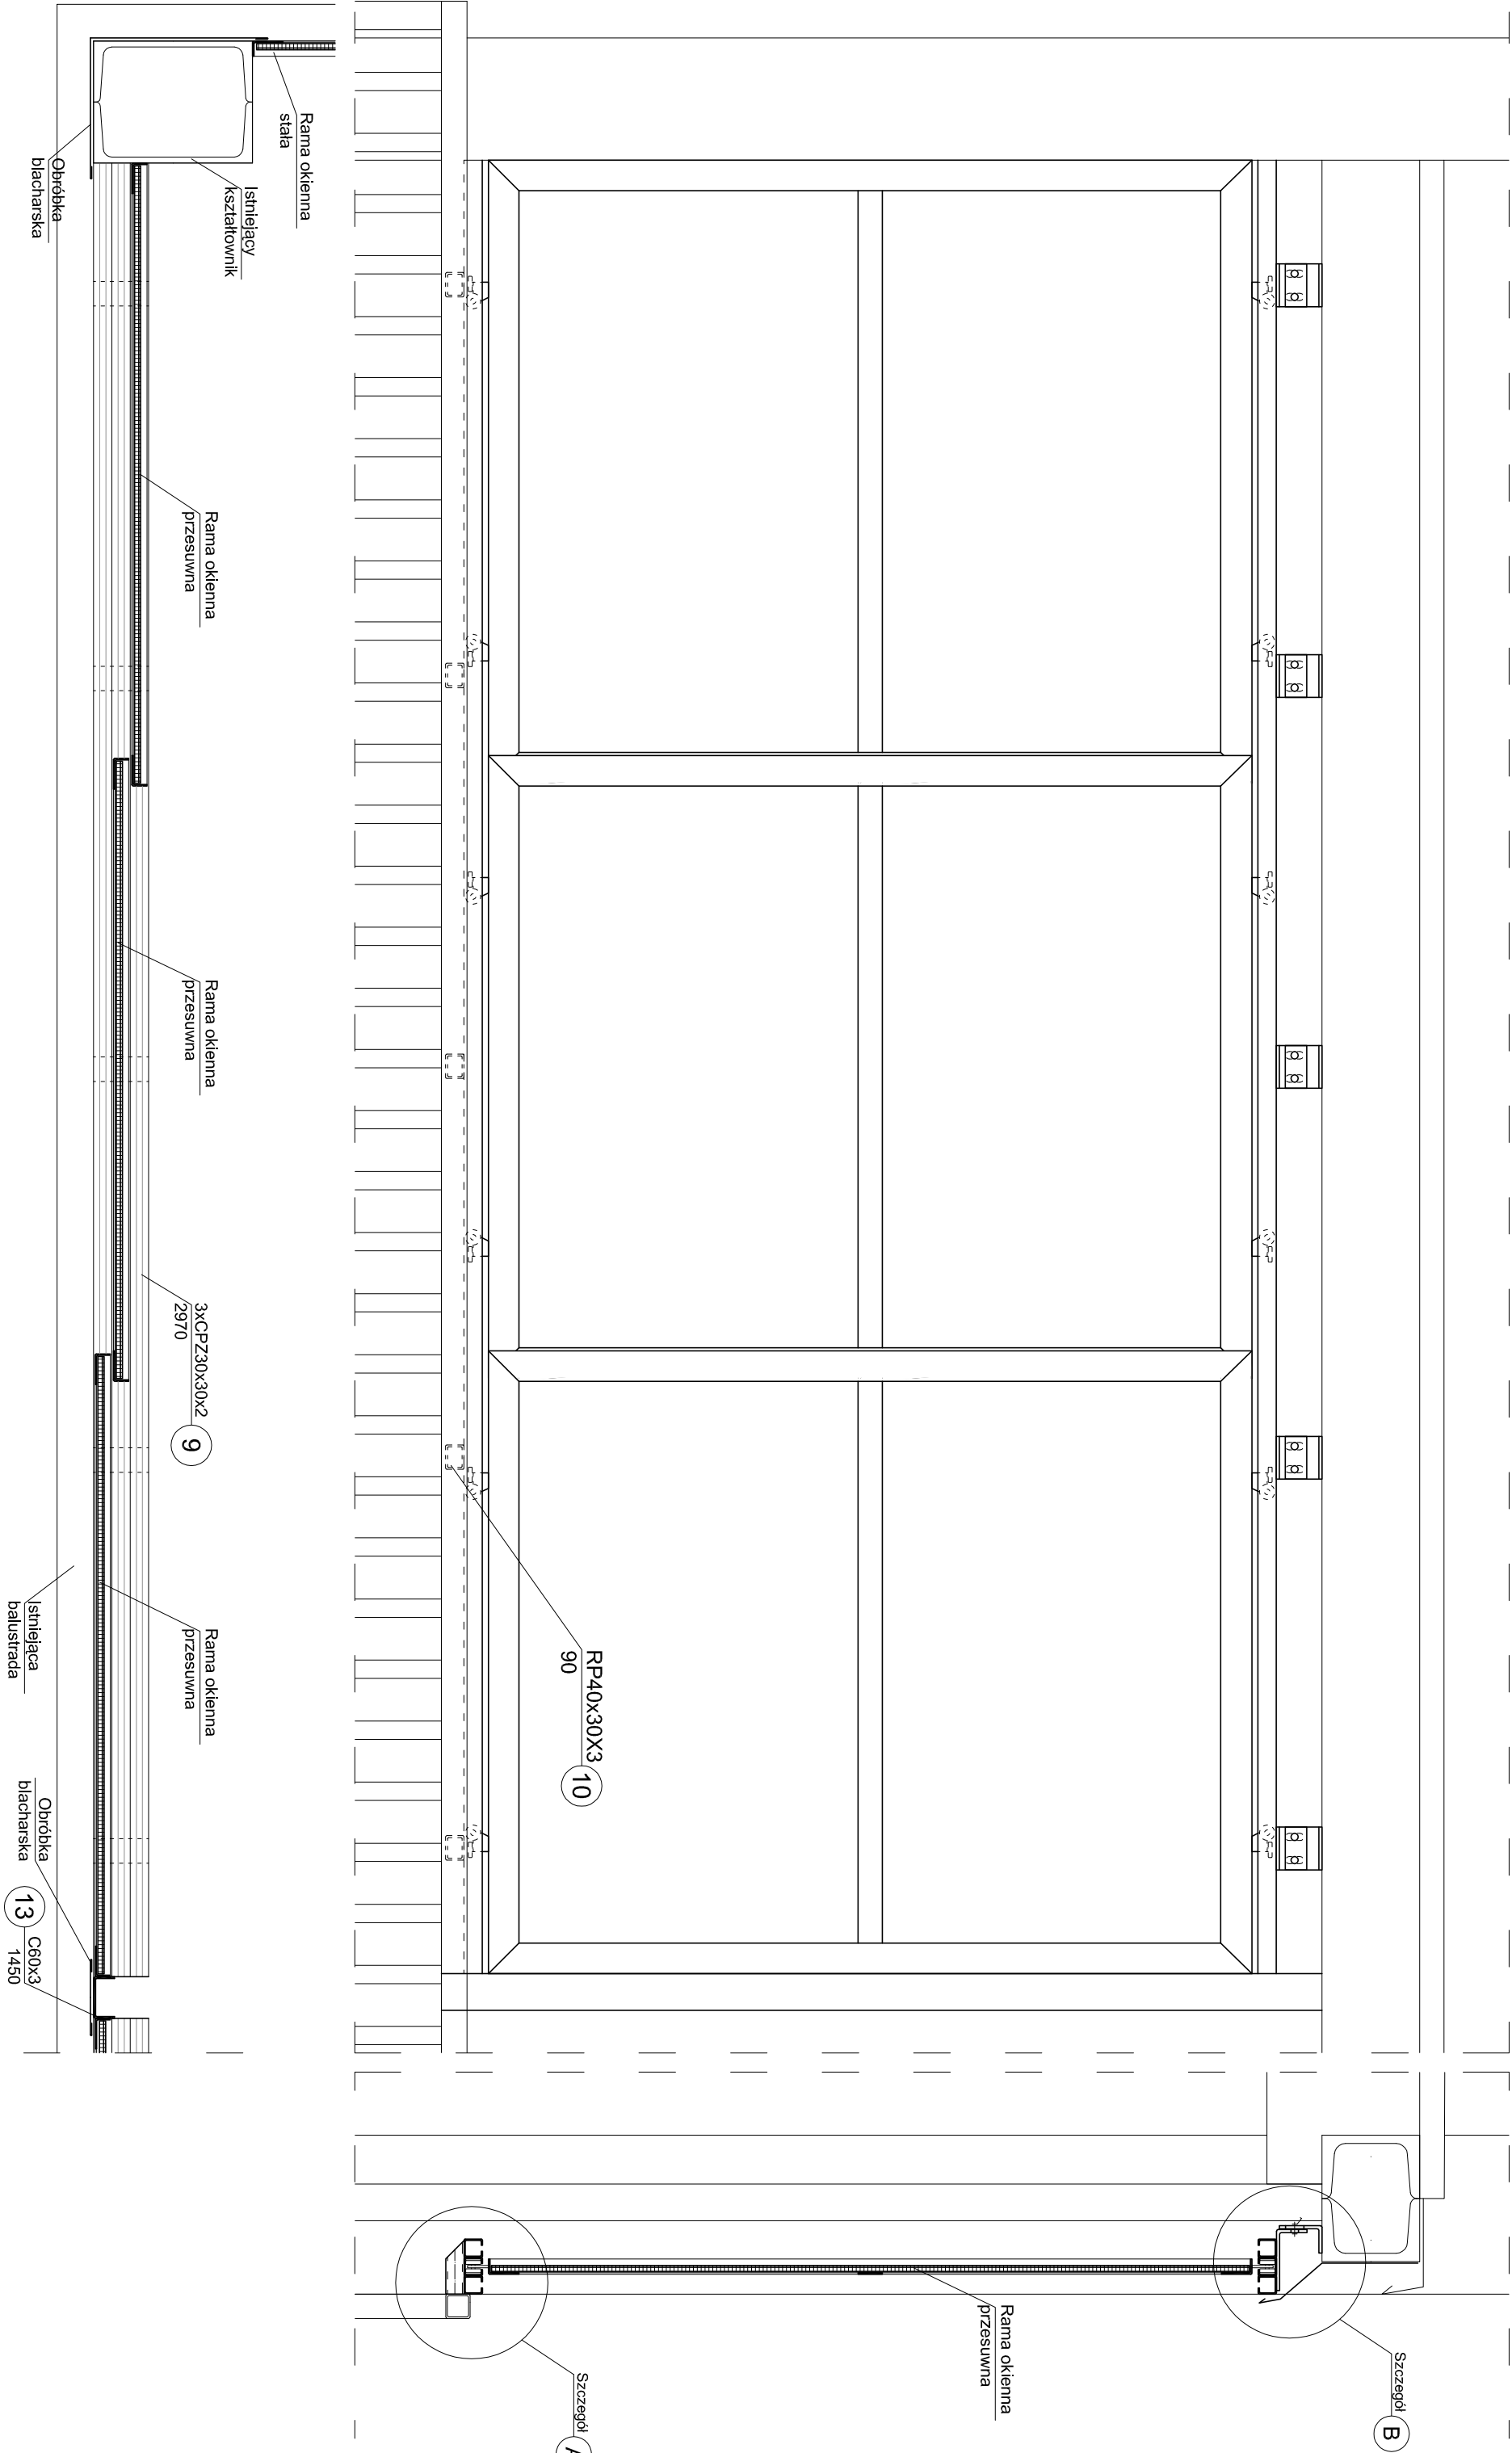 Rama okienna
stała
Istniejący
kształtownik
Obróbka
blacharska
Rama okienna
przesuwna
Rama okienna
przesuwna
3xCPZ30x30x2
2970
9
Rama okienna
przesuwna
Istniejąca
balustrada
Obróbka
blacharska
13
C60x3
1450
RP40x30X3
90
10
Rama okienna
przesuwna
Szczegół
B
Szczegół
A